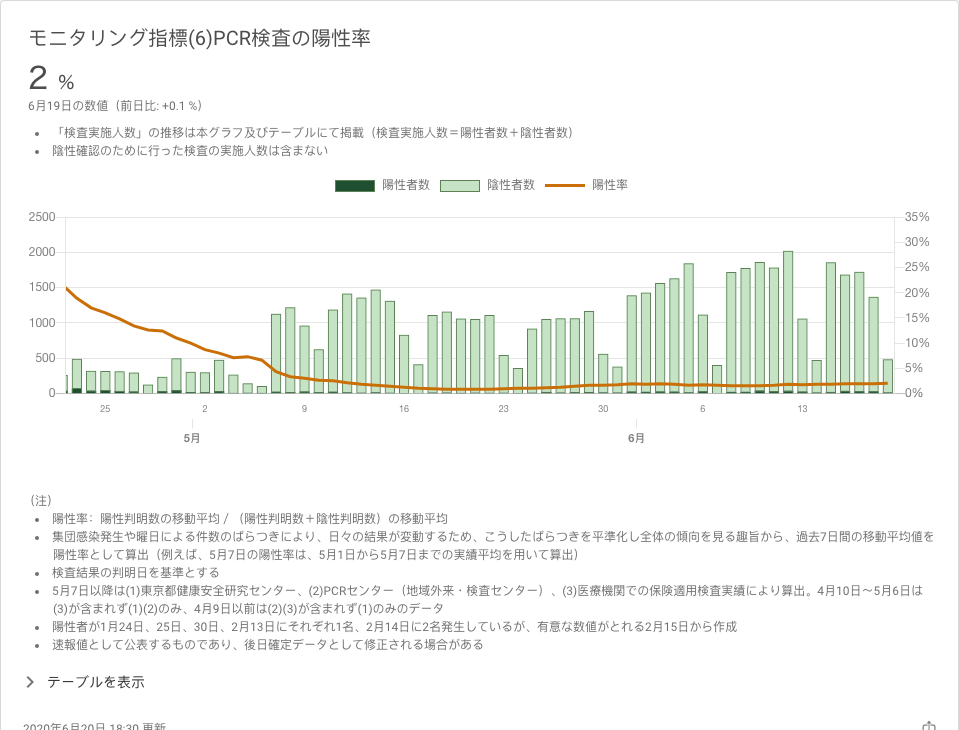 モニタリング指標(6)PCR検査の陽性率
2 %
6月19日の数値（前日比: +0.1 %）
「検査実施人数」の推移は本グラフ及びテーブルにて掲載（検査実施人数＝陽性者数＋陰性者数）
陰性確認のために行った検査の実施人数は含まない
陽性者数 陰性者数 陽性率
2500 35%
30%
2000
25%
1500 20%
1000 15%
10%
500
5%
0 0%
25 2 9 16 23 30 6 13
5月 6月
（注）
陽性率：陽性判明数の移動平均／（陽性判明数＋陰性判明数）の移動平均
集団感染発生や曜日による件数のばらつきにより、日々の結果が変動するため、こうしたばらつきを平準化し全体の傾向を見る趣旨から、過去7日間の移動平均値を
陽性率として算出（例えば、5月7日の陽性率は、5月1日から5月7日までの実績平均を用いて算出）
検査結果の判明日を基準とする
5月7日以降は(1)東京都健康安全研究センター、(2)PCRセンター（地域外来・検査センター）、(3)医療機関での保険適用検査実績により算出。4月10日～5月6日は
(3)が含まれず(1)(2)のみ、4月9日以前は(2)(3)が含まれず(1)のみのデータ
陽性者が1月24日、25日、30日、2月13日にそれぞれ1名、2月14日に2名発生しているが、有意な数値がとれる2月15日から作成
速報値として公表するものであり、後日確定データとして修正される場合がある
テーブルを表示
2020年6月20日 18:30 更新